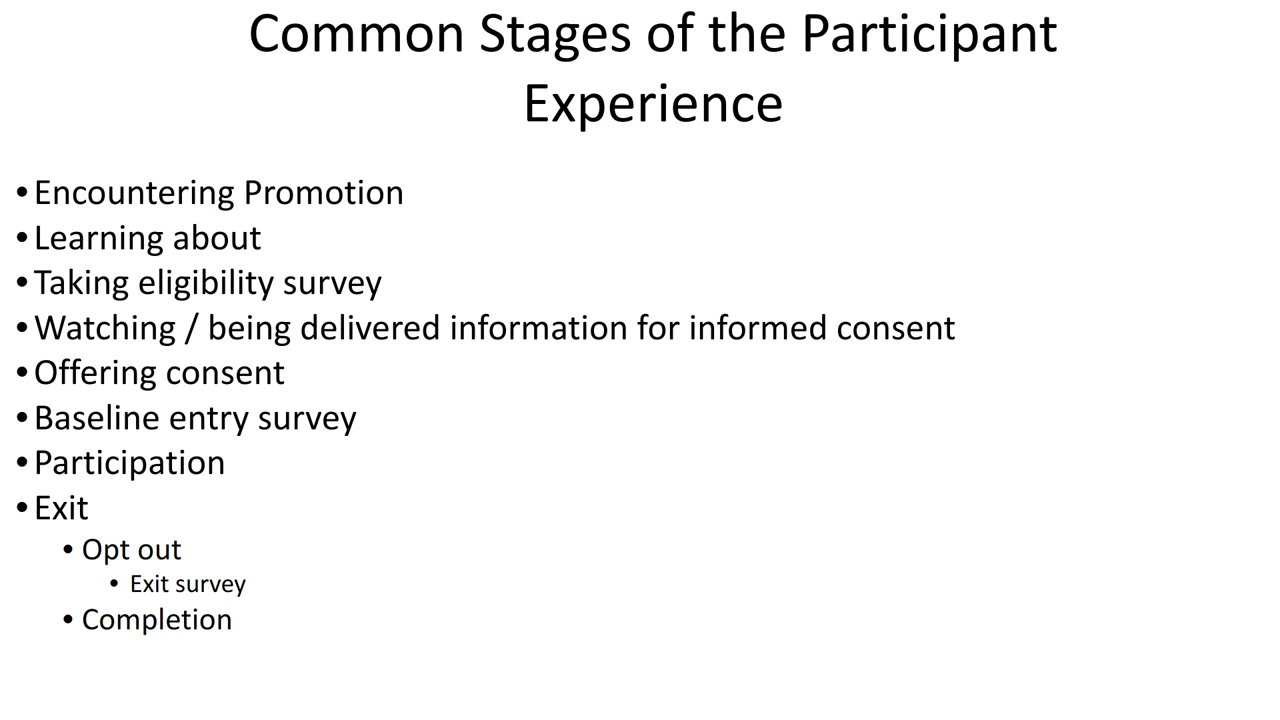 Common Stages of the Participant
Experience
• Encountering Promotion
• Learning about
• Taking eligibility survey
• Watching / being delivered information for informed consent
• Offering consent
• Baseline entry survey
• Participation
• Exit
• Opt out
• Exit survey
• Completion